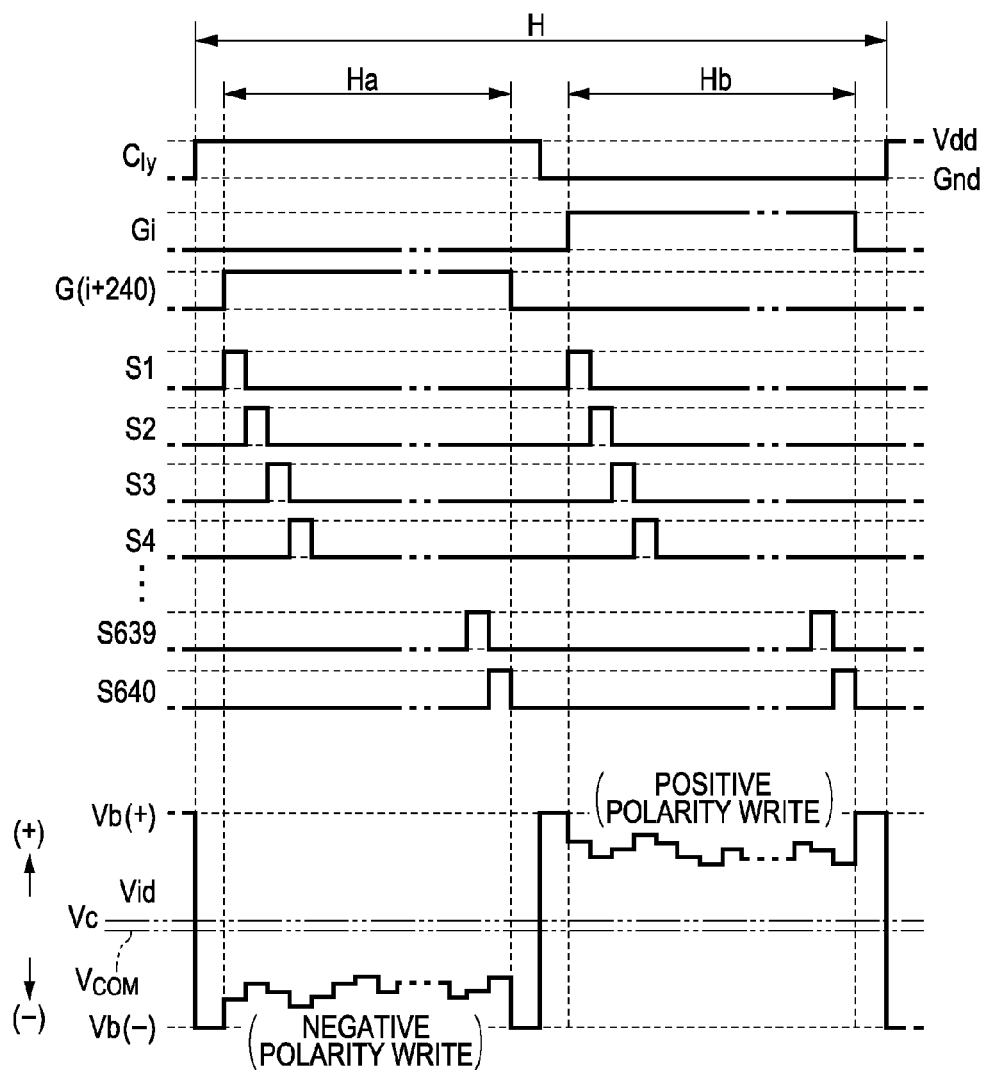 H
Ha
Hb
Cly
Vdd
Gnd
Gi
G(i+240)
S1
S2
S3
S4
S639
S640
(POSITIVE
POLARITY WRITE)
Vb(+)
(+)
Vid
Vc
VCOM
(−)
Vb(−)
(NEGATIVE
POLARITY WRITE)